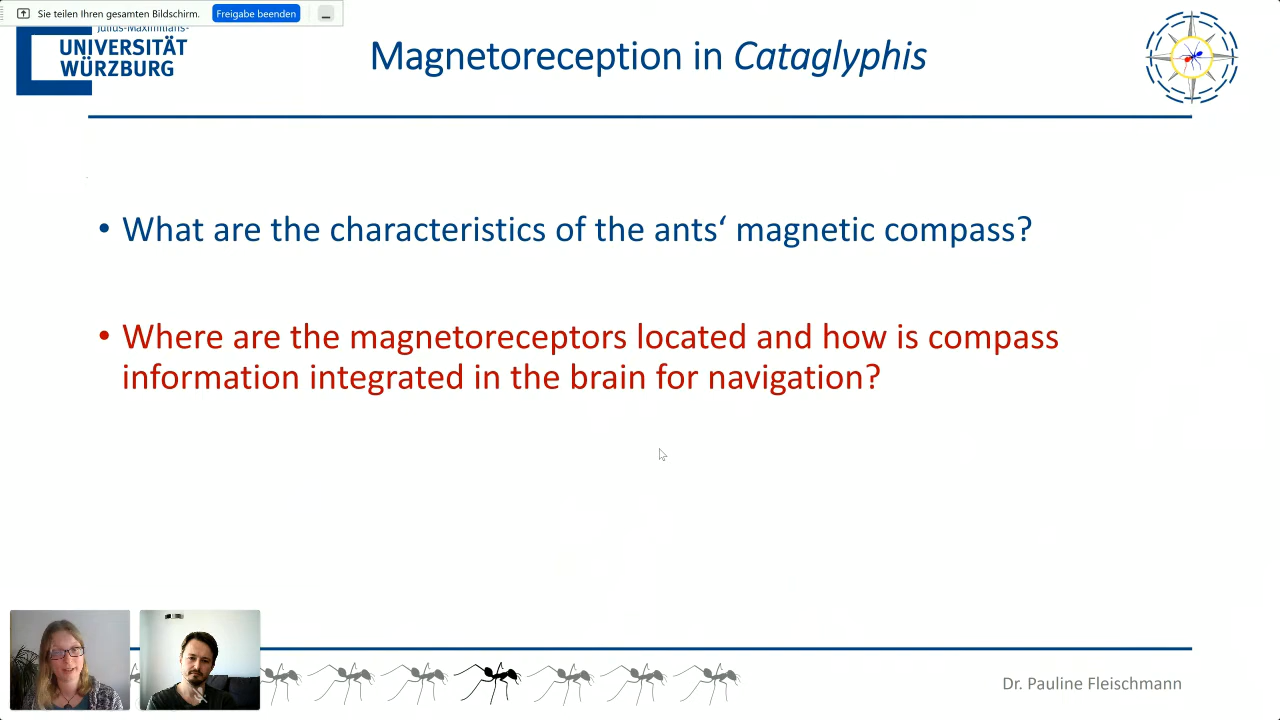 Sie teilen Ihren gesamten Bildschirm. Freigabe beenden
Julius-Maximilians-
UNIVERSITÄT
WÜRZBURG
Magnetoreception in Cataglyphis
• What are the characteristics of the ants‘ magnetic compass?
• Where are the magnetoreceptors located and how is compass
information integrated in the brain for navigation?
Dr. Pauline Fleischmann